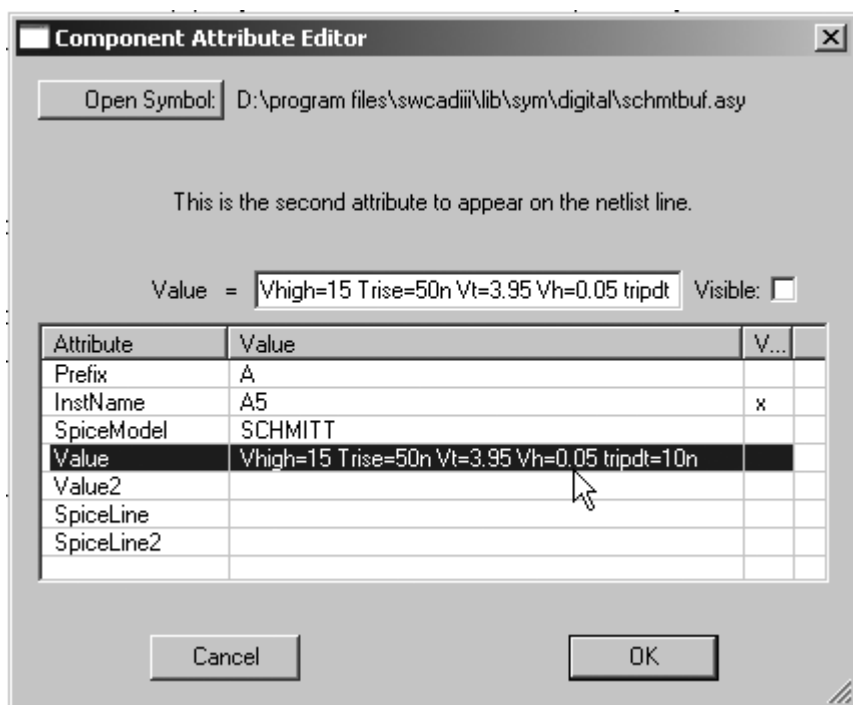 Component Attribute Editor
Open Symbol: D:\program files\swcadiii\lib\sym\digital\schmtbuf.asy
This is the second attribute to appear on the netlist line.
Value = Vhigh=15 Trise=50n Vt=3.95 Vh=0.05 tripdt Visible:
Attribute Value V...
Prefix A
InstName A5 x
SpiceModel SCHMITT
Value Vhigh=15 Trise=50n Vt=3.95 Vh=0.05 tripdt=10n
Value2
SpiceLine
SpiceLine2
Cancel OK